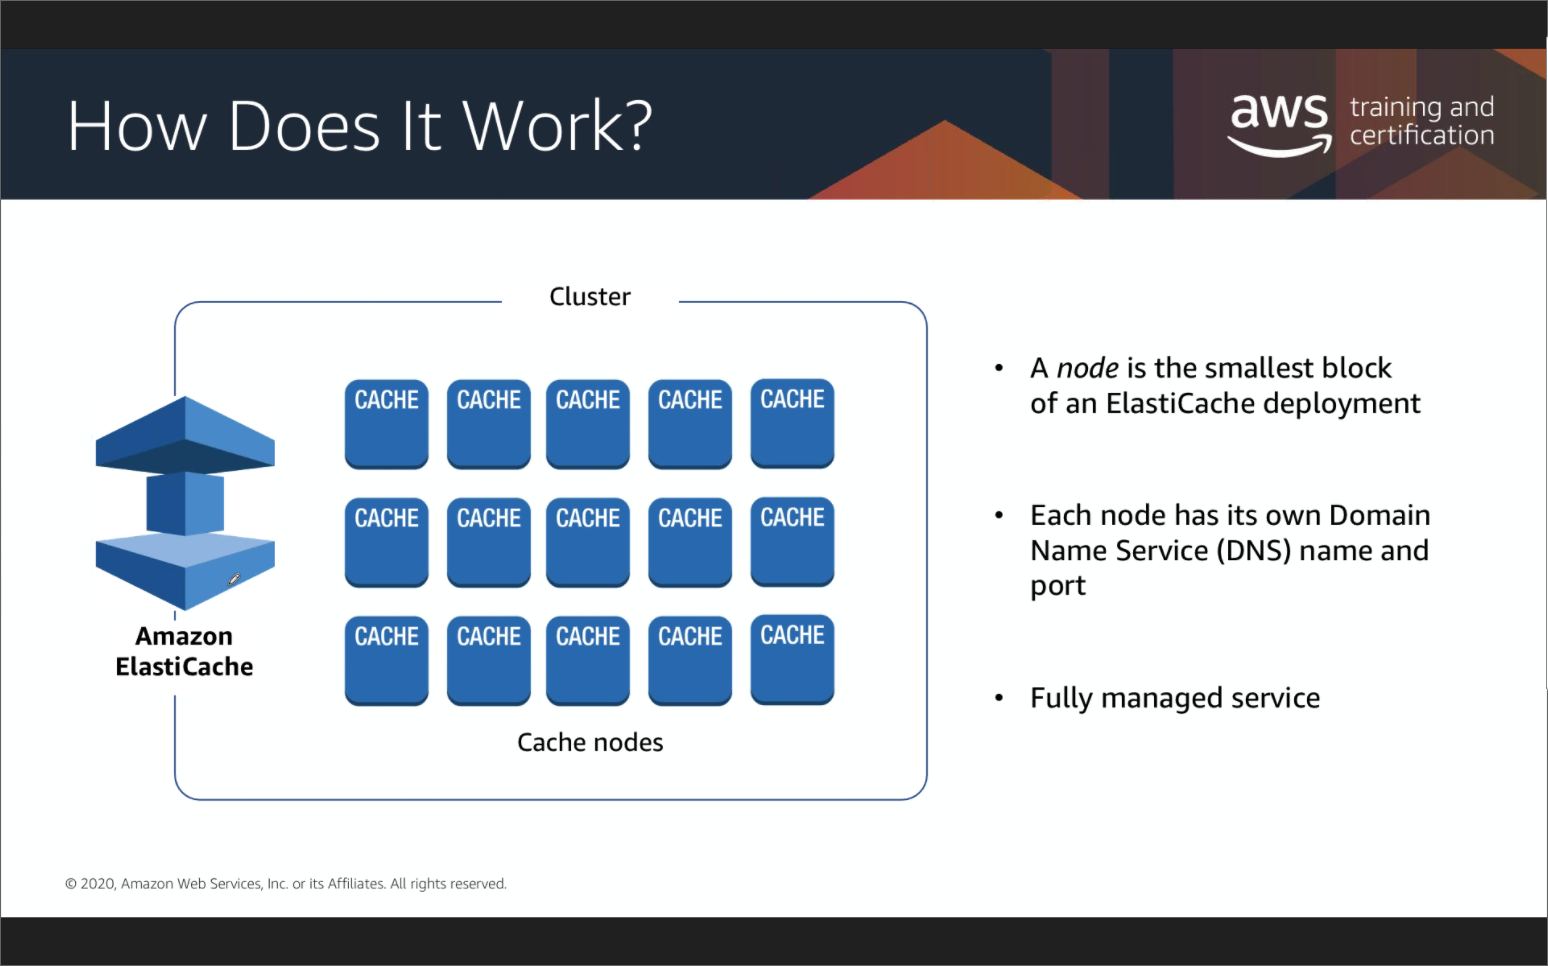 How Does It Work?
aws training and
certification
Cluster
CACHE CACHE CACHE CACHE CACHE
CACHE CACHE CACHE CACHE CACHE
CACHE CACHE CACHE CACHE CACHE
Cache nodes
Amazon
ElastiCache
• A node is the smallest block
of an ElastiCache deployment
• Each node has its own Domain
Name Service (DNS) name and
port
• Fully managed service
© 2020, Amazon Web Services, Inc. or its Affiliates. All rights reserved.